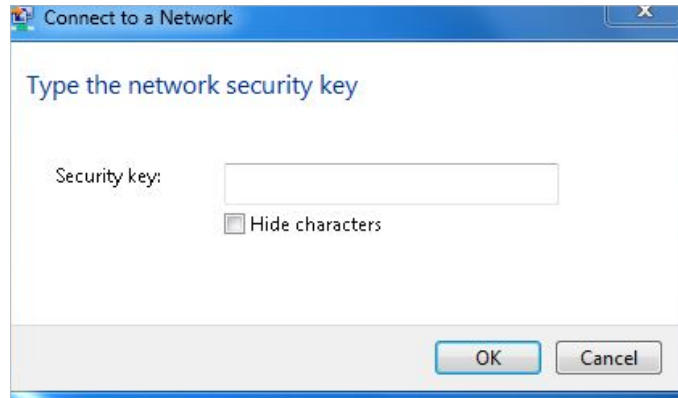 Connect to a Network
Type the network security key
Security key:
Hide characters
OK Cancel